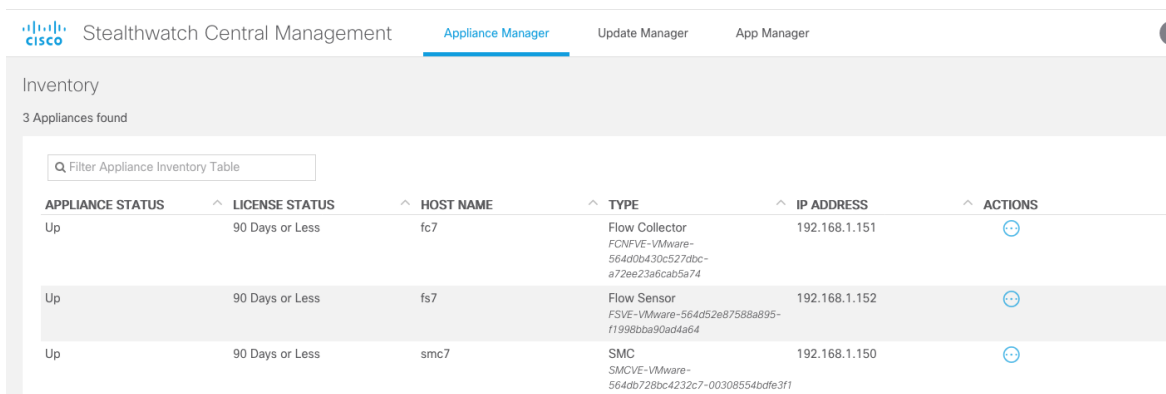 CISCO Stealthwatch Central Management Appliance Manager Update Manager App Manager
Inventory
3 Appliances found
Filter Appliance Inventory Table
APPLIANCE STATUS LICENSE STATUS HOST NAME TYPE IP ADDRESS ACTIONS
Up 90 Days or Less fc7 Flow Collector 192.168.1.151
FCNFVE-VMware-
564d0b430c527dbc-
a72ee23a6cab5a74
Up 90 Days or Less fs7 Flow Sensor 192.168.1.152
FSVE-VMware-564d52e87588a895-
f1998bba90ad4a64
Up 90 Days or Less smc7 SMC 192.168.1.150
SMCVE-VMware-
564db728bc4232c7-00308554bdfe3f1